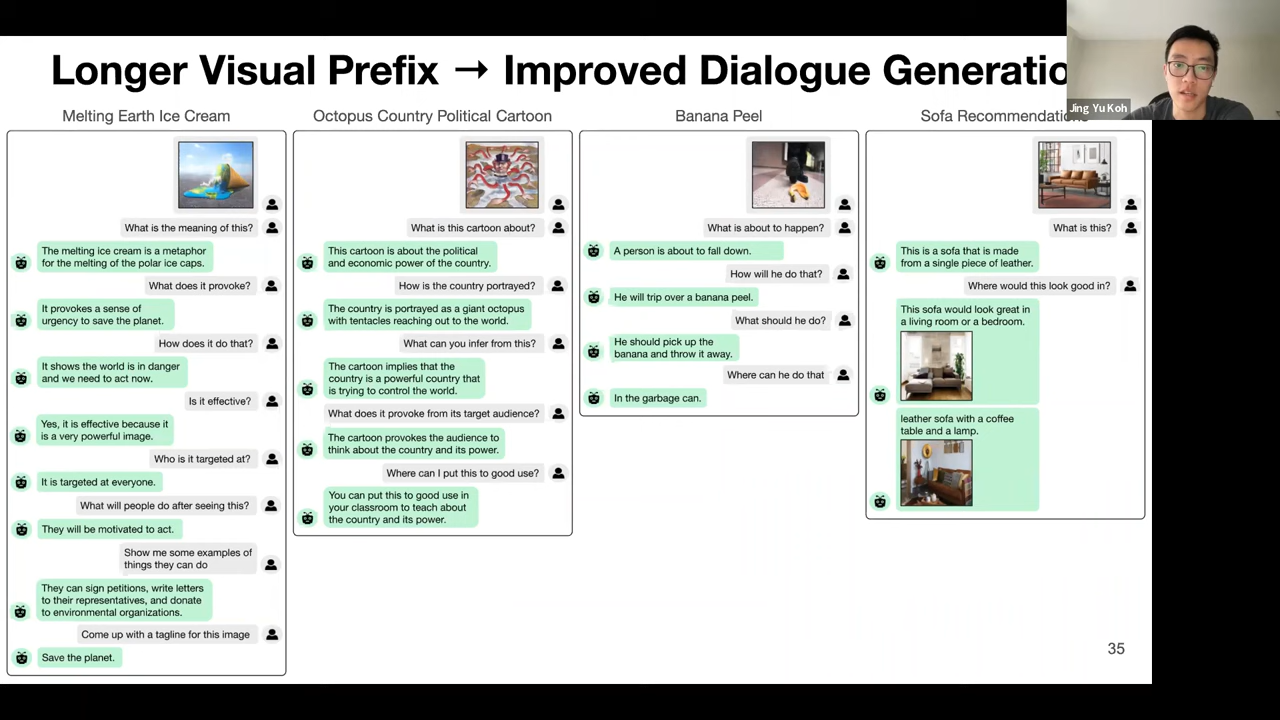 Longer Visual Prefix → Improved Dialogue Generatio
Jing Yu Koh
Melting Earth Ice Cream
What is the meaning of this?
The melting ice cream is a metaphor
for the melting of the polar ice caps.
What does it provoke?
It provokes a sense of
urgency to save the planet.
How does it do that?
It shows the world is in danger
and we need to act now.
Is it effective?
Yes, it is effective because it
is a very powerful image.
Who is it targeted at?
It is targeted at everyone.
What will people do after seeing this?
They will be motivated to act.
Show me some examples of
things they can do
They can sign petitions, write letters
to their representatives, and donate
to environmental organizations.
Come up with a tagline for this image
Save the planet.
Octopus Country Political Cartoon
What is this cartoon about?
This cartoon is about the political
and economic power of the country.
How is the country portrayed?
The country is portrayed as a giant octopus
with tentacles reaching out to the world.
What can you infer from this?
The cartoon implies that the
country is a powerful country that
is trying to control the world.
What does it provoke from its target audience?
The cartoon provokes the audience to
think about the country and its power.
Where can I put this to good use?
You can put this to good use in
your classroom to teach about
the country and its power.
Banana Peel
What is about to happen?
A person is about to fall down.
How will he do that?
He will trip over a banana peel.
What should he do?
He should pick up the
banana and throw it away.
Where can he do that
In the garbage can.
Sofa Recommendations
What is this?
This is a sofa that is made
from a single piece of leather.
Where would this look good in?
This sofa would look great in
a living room or a bedroom.
leather sofa with a coffee
table and a lamp.
35